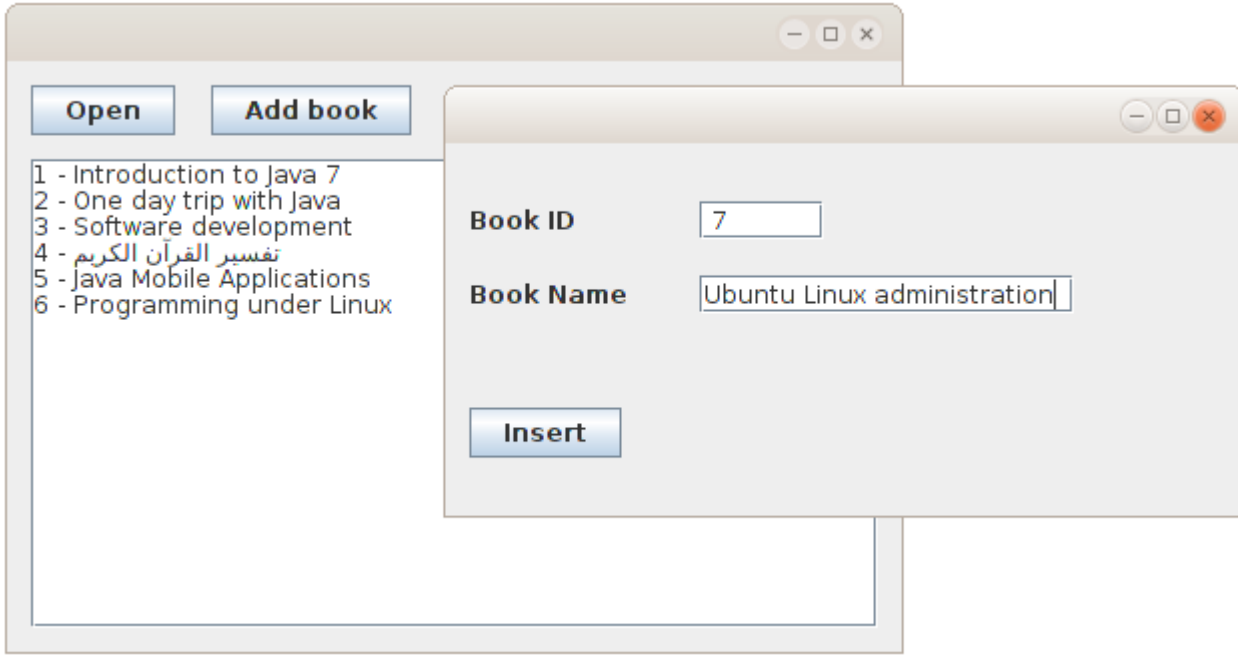 Open
Add book
1 - Introduction to Java 7
2 - One day trip with Java
3 - Software development
4 - تفسير القرآن الكريم
5 - Java Mobile Applications
6 - Programming under Linux
Book ID
7
Book Name
Ubuntu Linux administration
Insert